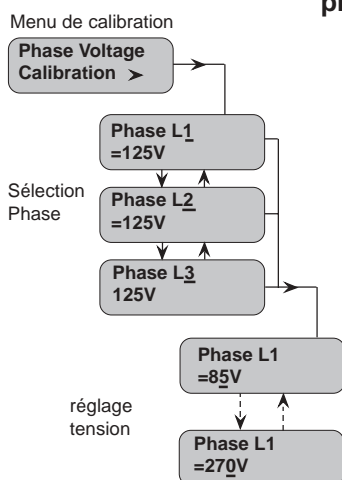 Menu de calibration
Phase Voltage
Calibration ➤
Phase L1
=125V
Sélection
Phase
Phase L2
=125V
Phase L3
125V
Phase L1
=85V
réglage
tension
Phase L1
=270V